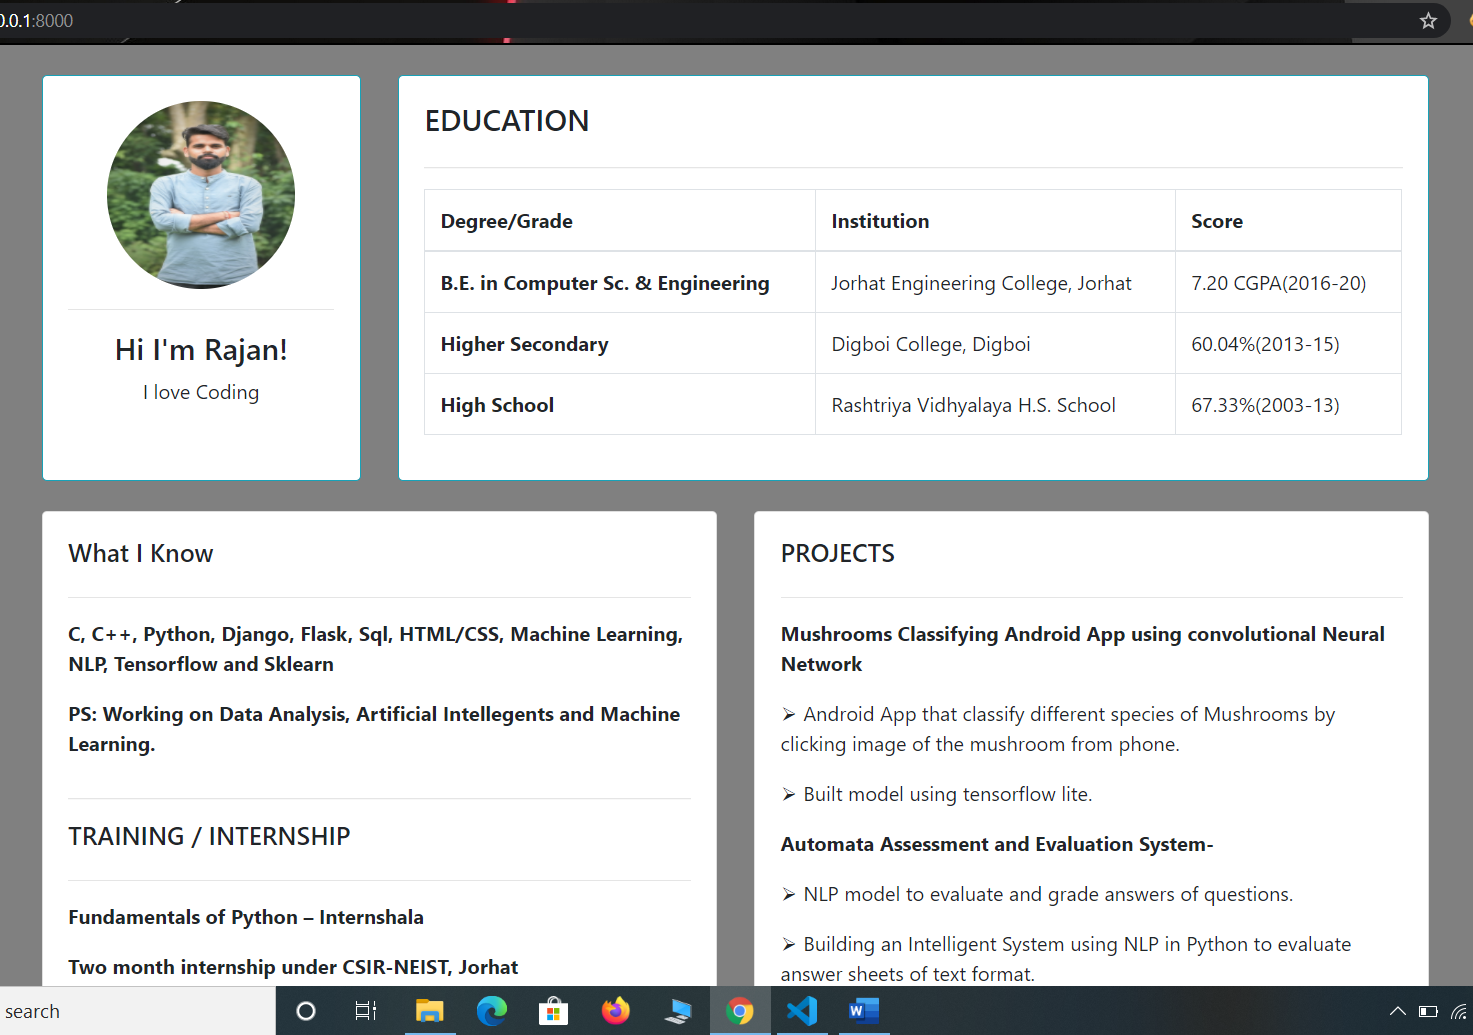 0.0.1:8000
Hi I'm Rajan!
I love Coding
EDUCATION
Degree/Grade Institution Score
B.E. in Computer Sc. & Engineering Jorhat Engineering College, Jorhat 7.20 CGPA(2016-20)
Higher Secondary Digboi College, Digboi 60.04%(2013-15)
High School Rashtriya Vidhyalaya H.S. School 67.33%(2003-13)
What I Know
C, C++, Python, Django, Flask, Sql, HTML/CSS, Machine Learning,
NLP, Tensorflow and Sklearn
PS: Working on Data Analysis, Artificial Intellegents and Machine
Learning.
TRAINING / INTERNSHIP
Fundamentals of Python – Internshala
Two month internship under CSIR-NEIST, Jorhat
PROJECTS
Mushrooms Classifying Android App using convolutional Neural
Network
➢ Android App that classify different species of Mushrooms by
clicking image of the mushroom from phone.
➢ Built model using tensorflow lite.
Automata Assessment and Evaluation System-
➢ NLP model to evaluate and grade answers of questions.
➢ Building an Intelligent System using NLP in Python to evaluate
answer sheets of text format.
search
W